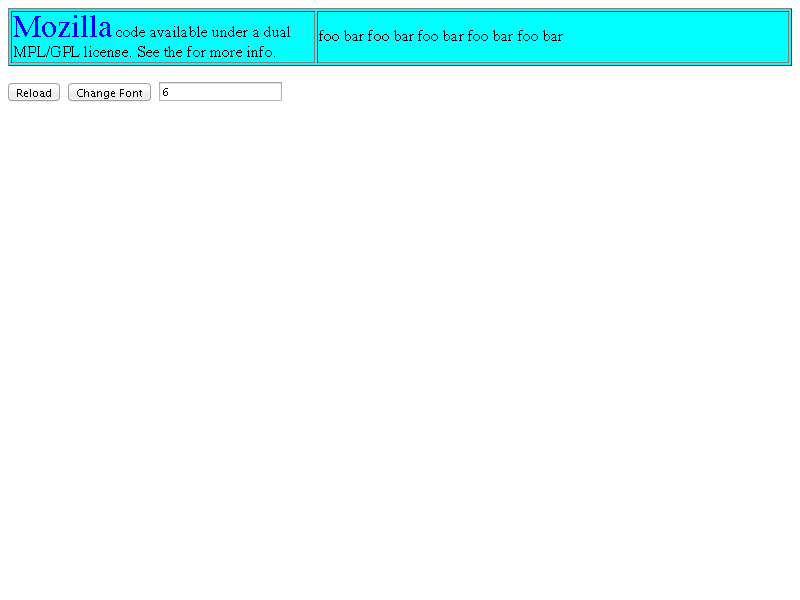 Mozilla code available under a dual
MPL/GPL license. See the for more info.
foo bar foo bar foo bar foo bar foo bar
Reload Change Font 6